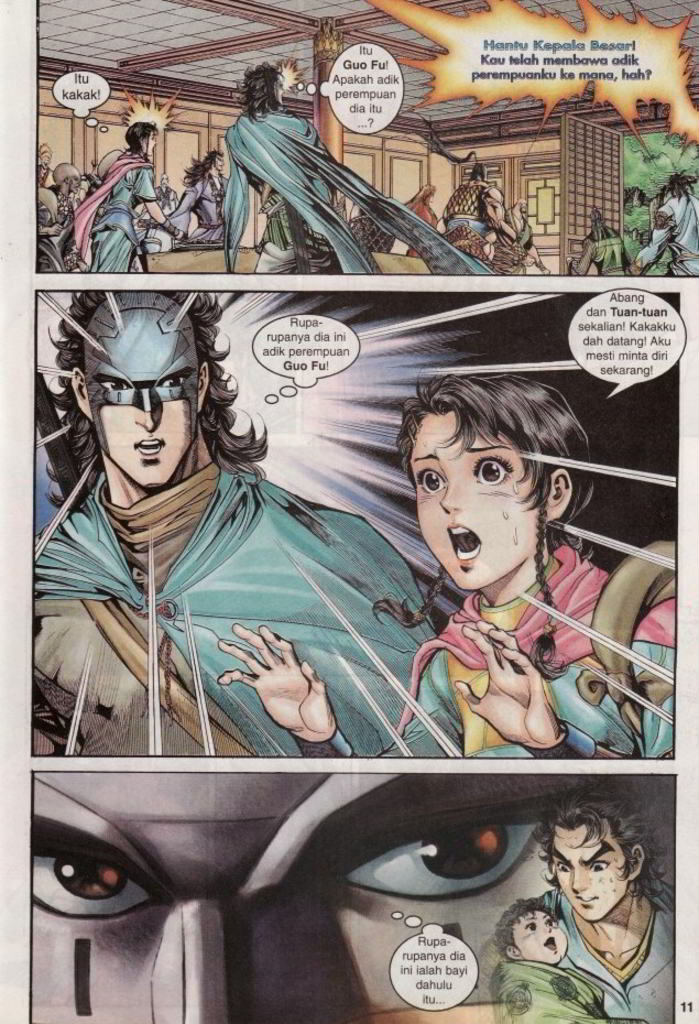 Itu
kakak!
Itu
Guo Fu!
Apakah adik
perempuan
dia itu
...?
Hantu Kepala Besar!
Kau telah membawa adik
perempuanku ke mana, hah?
Rupa-
rupanya dia ini
adik perempuan
Guo Fu!
Abang
dan Tuan-tuan
sekalian! Kakakku
dah datang! Aku
mesti minta diri
sekarang!
Rupa-
rupanya dia
ini ialah bayi
dahulu
itu...
11